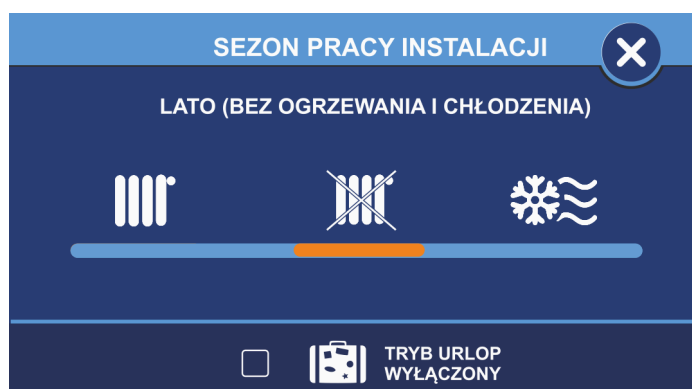 SEZON PRACY INSTALACJI
LATO (BEZ OGRZEWANIA I CHŁODZENIA)
TRYB URLOP
WYŁĄCZONY